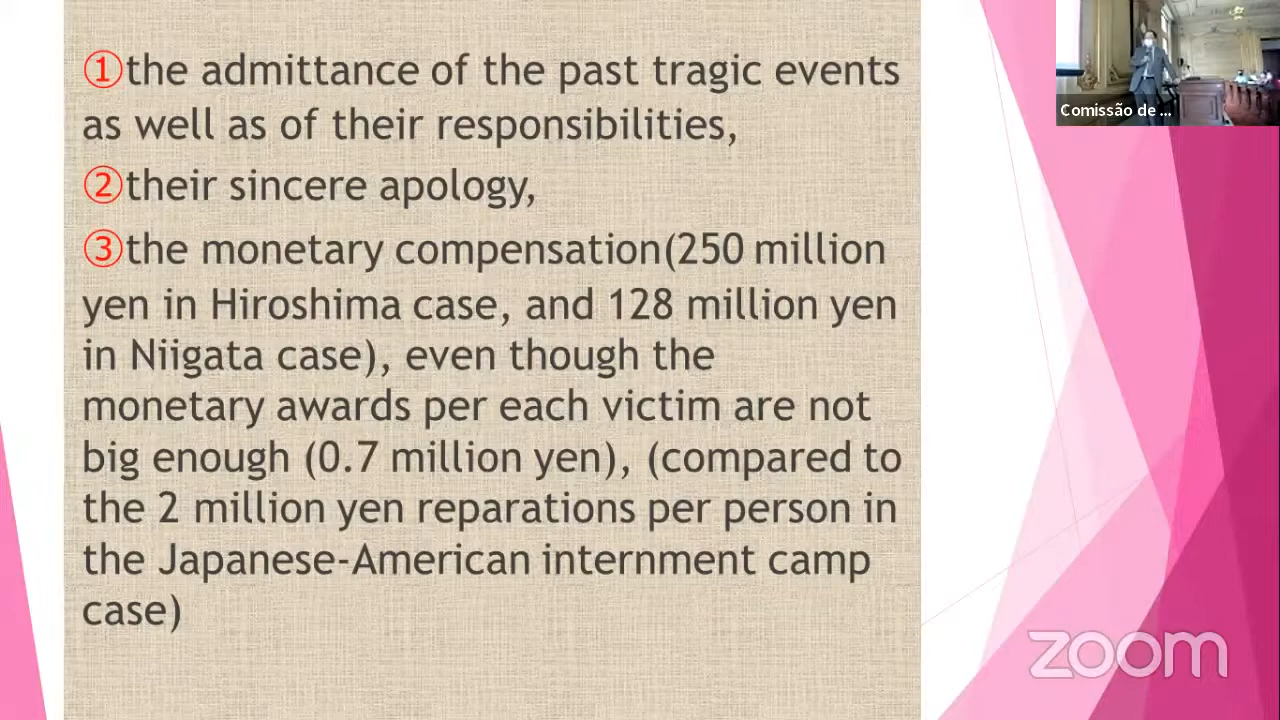 ①the admittance of the past tragic events
as well as of their responsibilities,
②their sincere apology,
③the monetary compensation(250 million
yen in Hiroshima case, and 128 million yen
in Niigata case), even though the
monetary awards per each victim are not
big enough (0.7 million yen), (compared to
the 2 million yen reparations per person in
the Japanese-American internment camp
case)
Comissão de ...
zoom